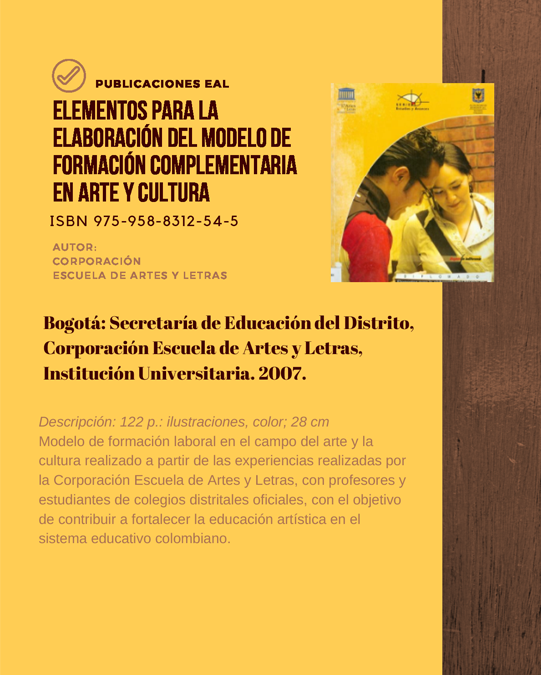 PUBLICACIONES EAL
ELEMENTOS PARA LA
ELABORACIÓN DEL MODELO DE
FORMACIÓN COMPLEMENTARIA
EN ARTE Y CULTURA
ISBN 975-958-8312-54-5
AUTOR:
CORPORACIÓN
ESCUELA DE ARTES Y LETRAS
Bogotá: Secretaría de Educación del Distrito,
Corporación Escuela de Artes y Letras,
Institución Universitaria. 2007.
Descripción: 122 p.: ilustraciones, color; 28 cm
Modelo de formación laboral en el campo del arte y la
cultura realizado a partir de las experiencias realizadas por
la Corporación Escuela de Artes y Letras, con profesores y
estudiantes de colegios distritales oficiales, con el objetivo
de contribuir a fortalecer la educación artística en el
sistema educativo colombiano.